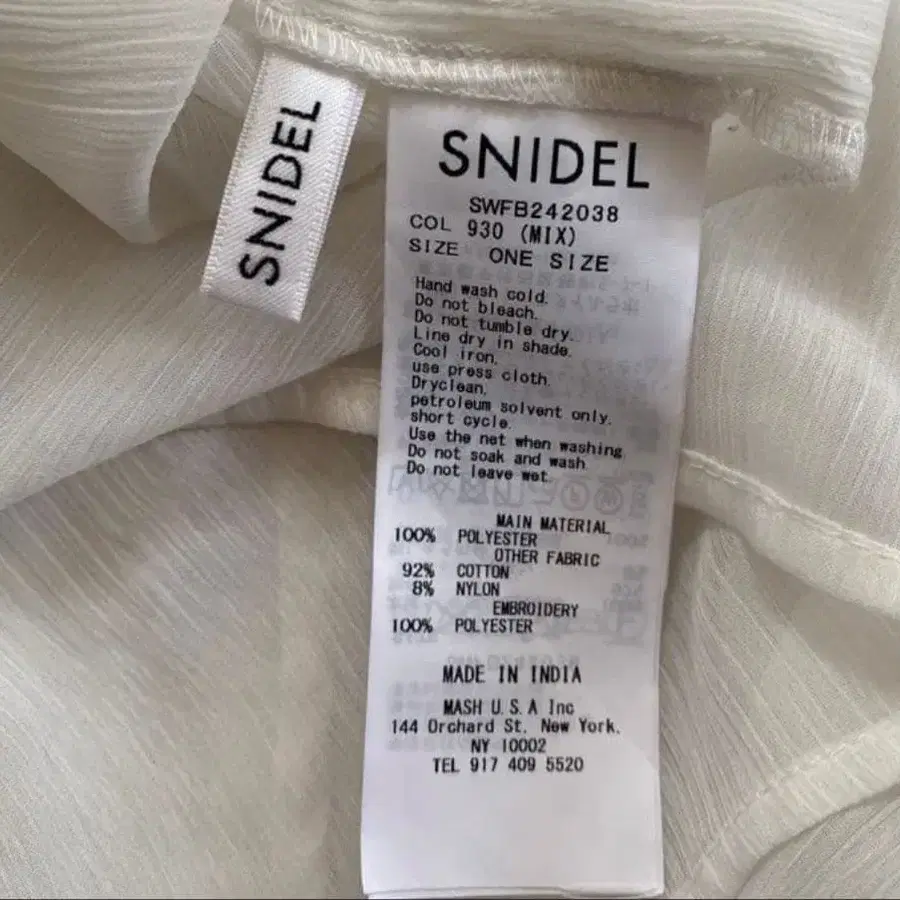 SNIDEL
SNIDEL
SWFB242038
COL 930 (MIX)
SIZE ONE SIZE
Hand wash cold.
Do not bleach.
Do not tumble dry.
Line dry in shade.
Cool iron.
use press cloth.
Dryclean.
petroleum solvent only.
short cycle.
Use the net when washing.
Do not soak and wash.
Do not leave wet.
MAIN MATERIAL
100% POLYESTER
OTHER FABRIC
92% COTTON
8% NYLON
EMBROIDERY
100% POLYESTER
MADE IN INDIA
MASH U.S.A Inc
144 Orchard St. New York.
NY 10002
TEL 917 409 5520